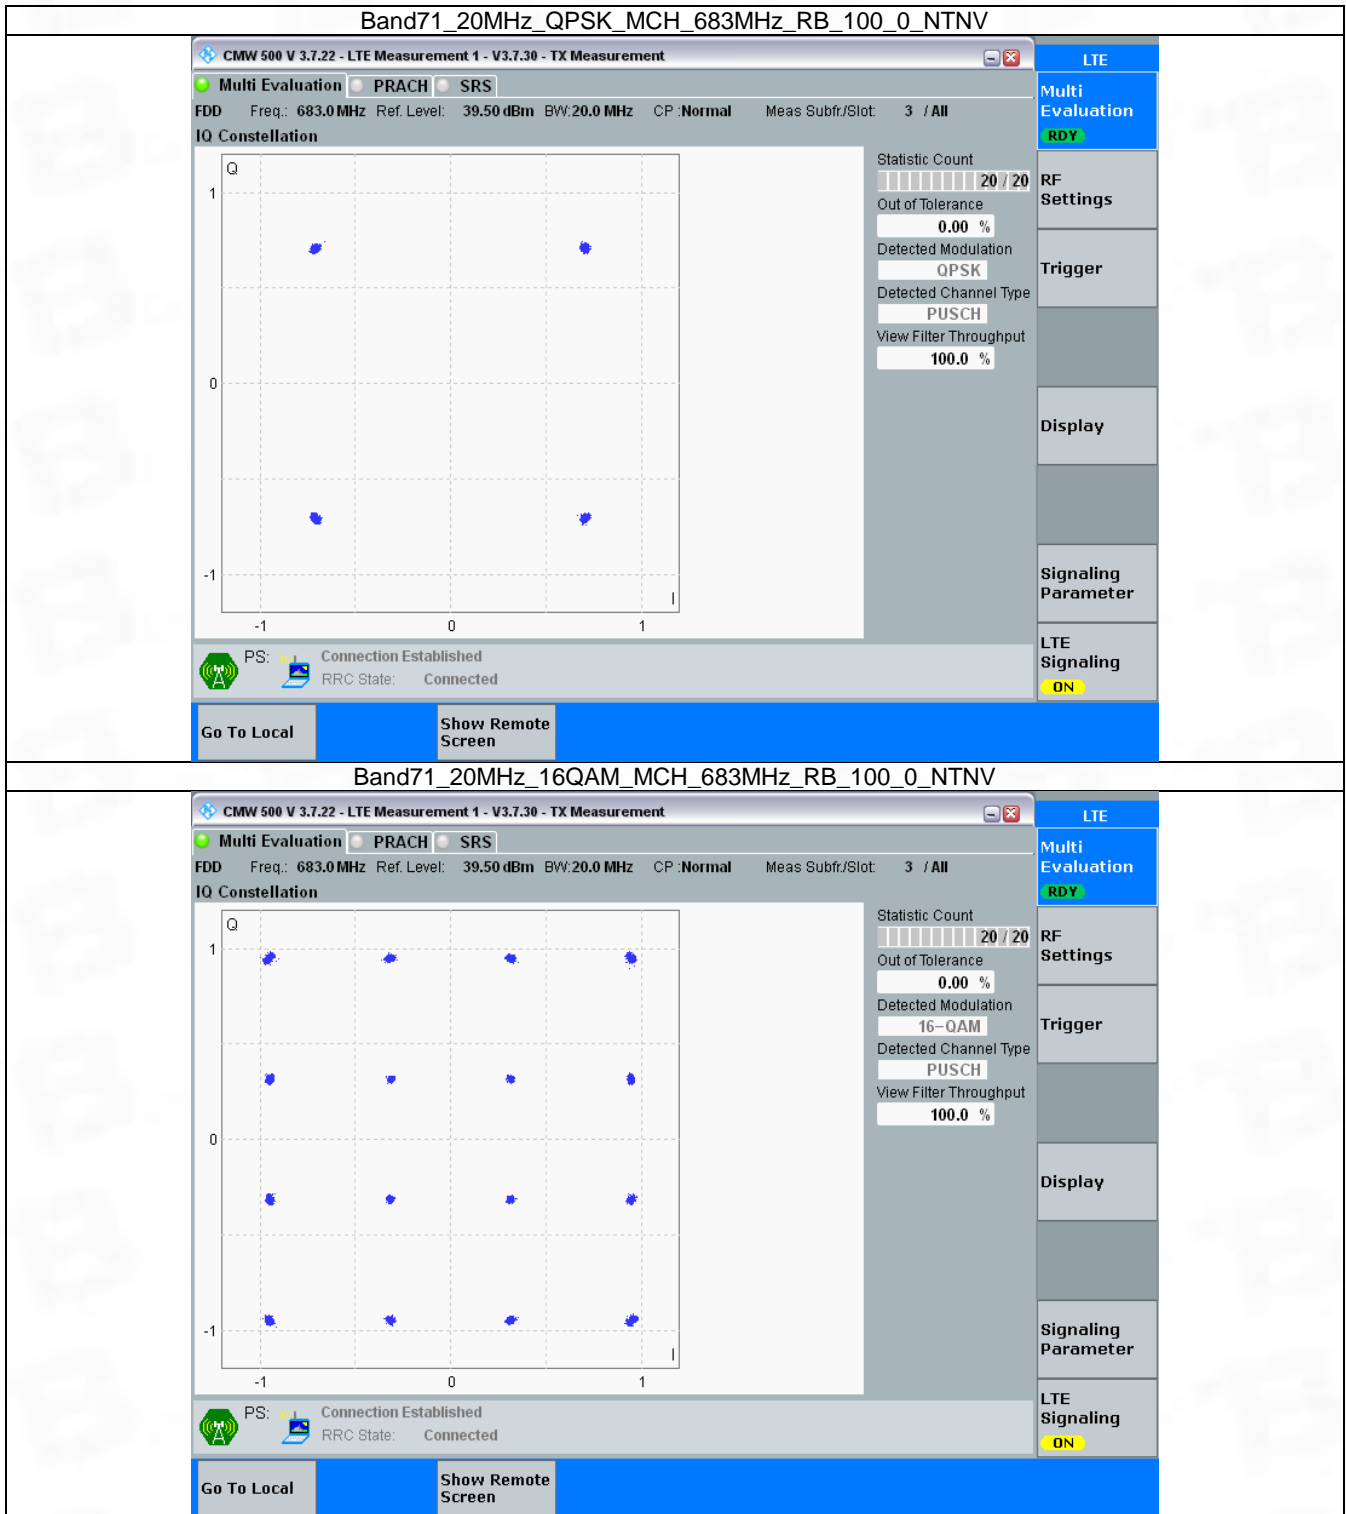 Band71_20MHz_QPSK_MCH_683MHz_RB_100_0_NTNV
CMW 500 V 3.7.22 - LTE Measurement 1 - V3.7.30 - TX Measurement
LTE
Multi Evaluation PRACH SRS
Multi
Evaluation
RDY
FDD Freq.: 683.0 MHz Ref. Level: 39.50 dBm BW:20.0 MHz CP :Normal Meas Subfr./Slot: 3 / All
IQ Constellation
Q
1
0
-1
I
-1 0 1
Statistic Count
20 / 20
Out of Tolerance
0.00 %
Detected Modulation
QPSK
Detected Channel Type
PUSCH
View Filter Throughput
100.0 %
RF
Settings
Trigger
Display
Signaling
Parameter
LTE
Signaling
ON
PS: Connection Established
RRC State: Connected
Go To Local
Show Remote
Screen
Band71_20MHz_16QAM_MCH_683MHz_RB_100_0_NTNV
CMW 500 V 3.7.22 - LTE Measurement 1 - V3.7.30 - TX Measurement
LTE
Multi Evaluation PRACH SRS
Multi
Evaluation
RDY
FDD Freq.: 683.0 MHz Ref. Level: 39.50 dBm BW:20.0 MHz CP :Normal Meas Subfr./Slot: 3 / All
IQ Constellation
Q
1
0
-1
I
-1 0 1
Statistic Count
20 / 20
Out of Tolerance
0.00 %
Detected Modulation
16-QAM
Detected Channel Type
PUSCH
View Filter Throughput
100.0 %
RF
Settings
Trigger
Display
Signaling
Parameter
LTE
Signaling
ON
PS: Connection Established
RRC State: Connected
Go To Local
Show Remote
Screen